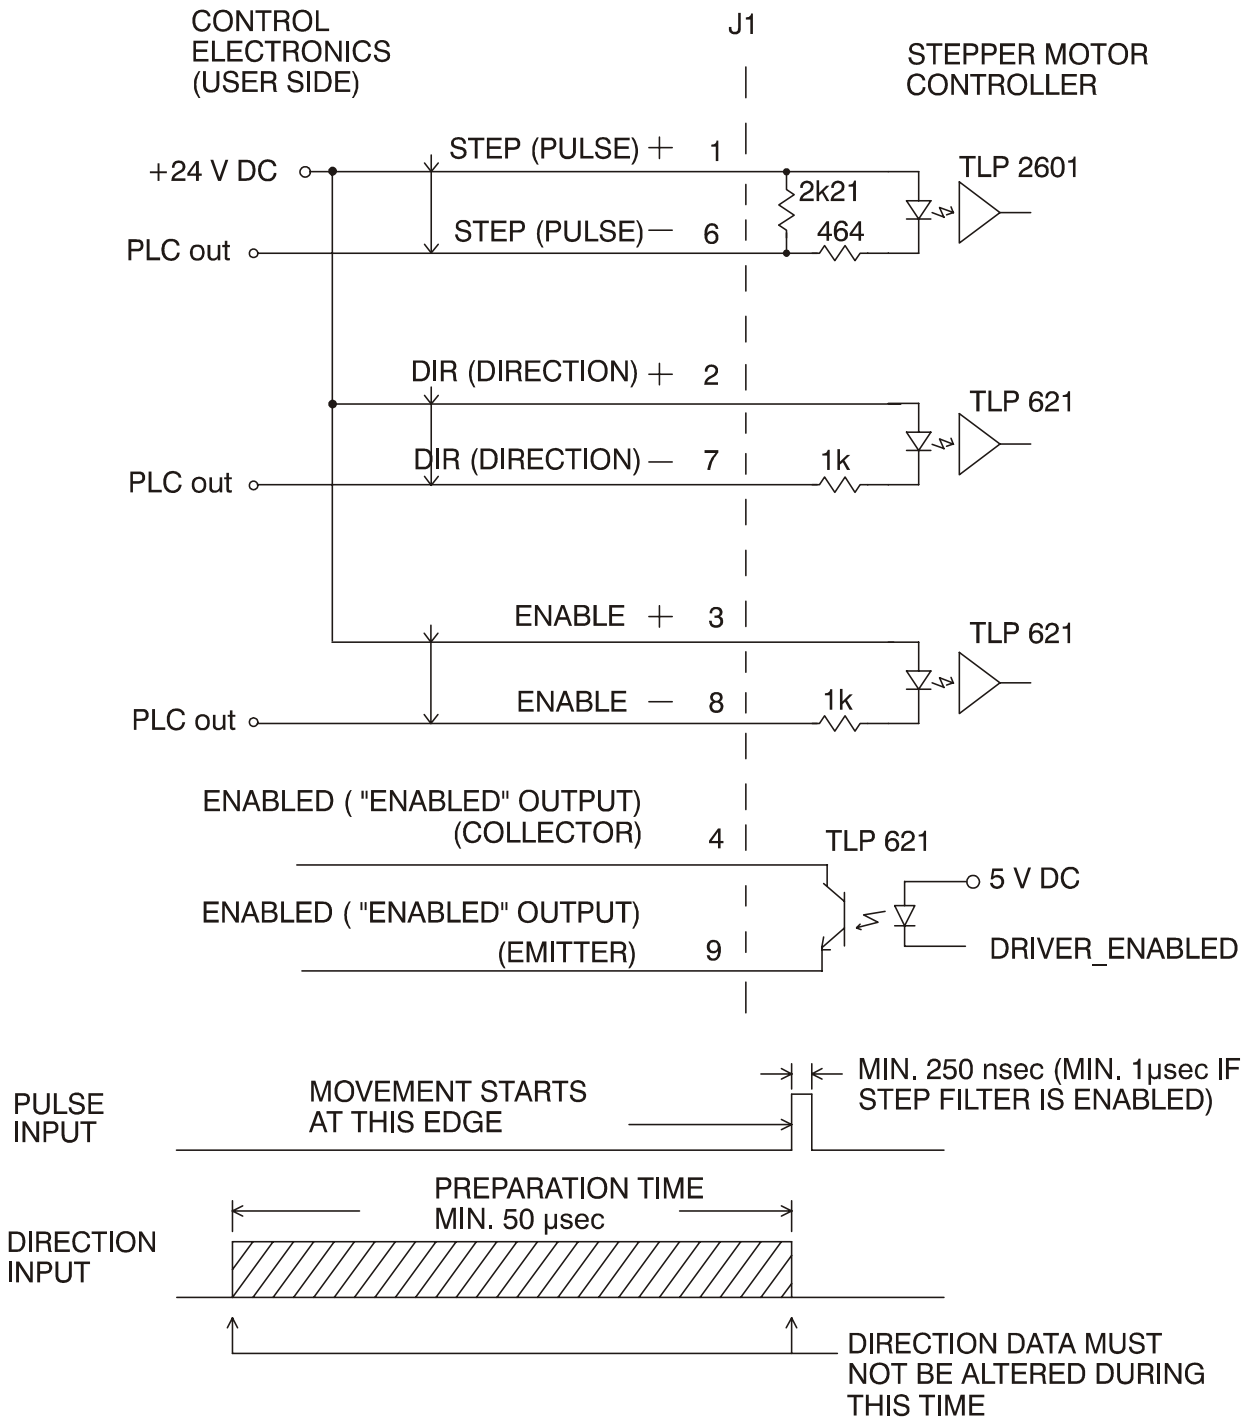 CONTROL
ELECTRONICS
(USER SIDE)
J1
STEPPER MOTOR
CONTROLLER
STEP (PULSE) + 1
+24 V DC
TLP 2601
2k21
STEP (PULSE) — 6
464
PLC out
DIR (DIRECTION) + 2
TLP 621
DIR (DIRECTION) — 7
1k
PLC out
ENABLE + 3
TLP 621
ENABLE — 8
1k
PLC out
ENABLED ( "ENABLED" OUTPUT)
(COLLECTOR) 4
TLP 621
5 V DC
ENABLED ( "ENABLED" OUTPUT)
(EMITTER) 9
DRIVER_ENABLED
PULSE
INPUT
MOVEMENT STARTS
AT THIS EDGE
MIN. 250 nsec (MIN. 1µsec IF
STEP FILTER IS ENABLED)
PREPARATION TIME
MIN. 50 µsec
DIRECTION
INPUT
DIRECTION DATA MUST
NOT BE ALTERED DURING
THIS TIME